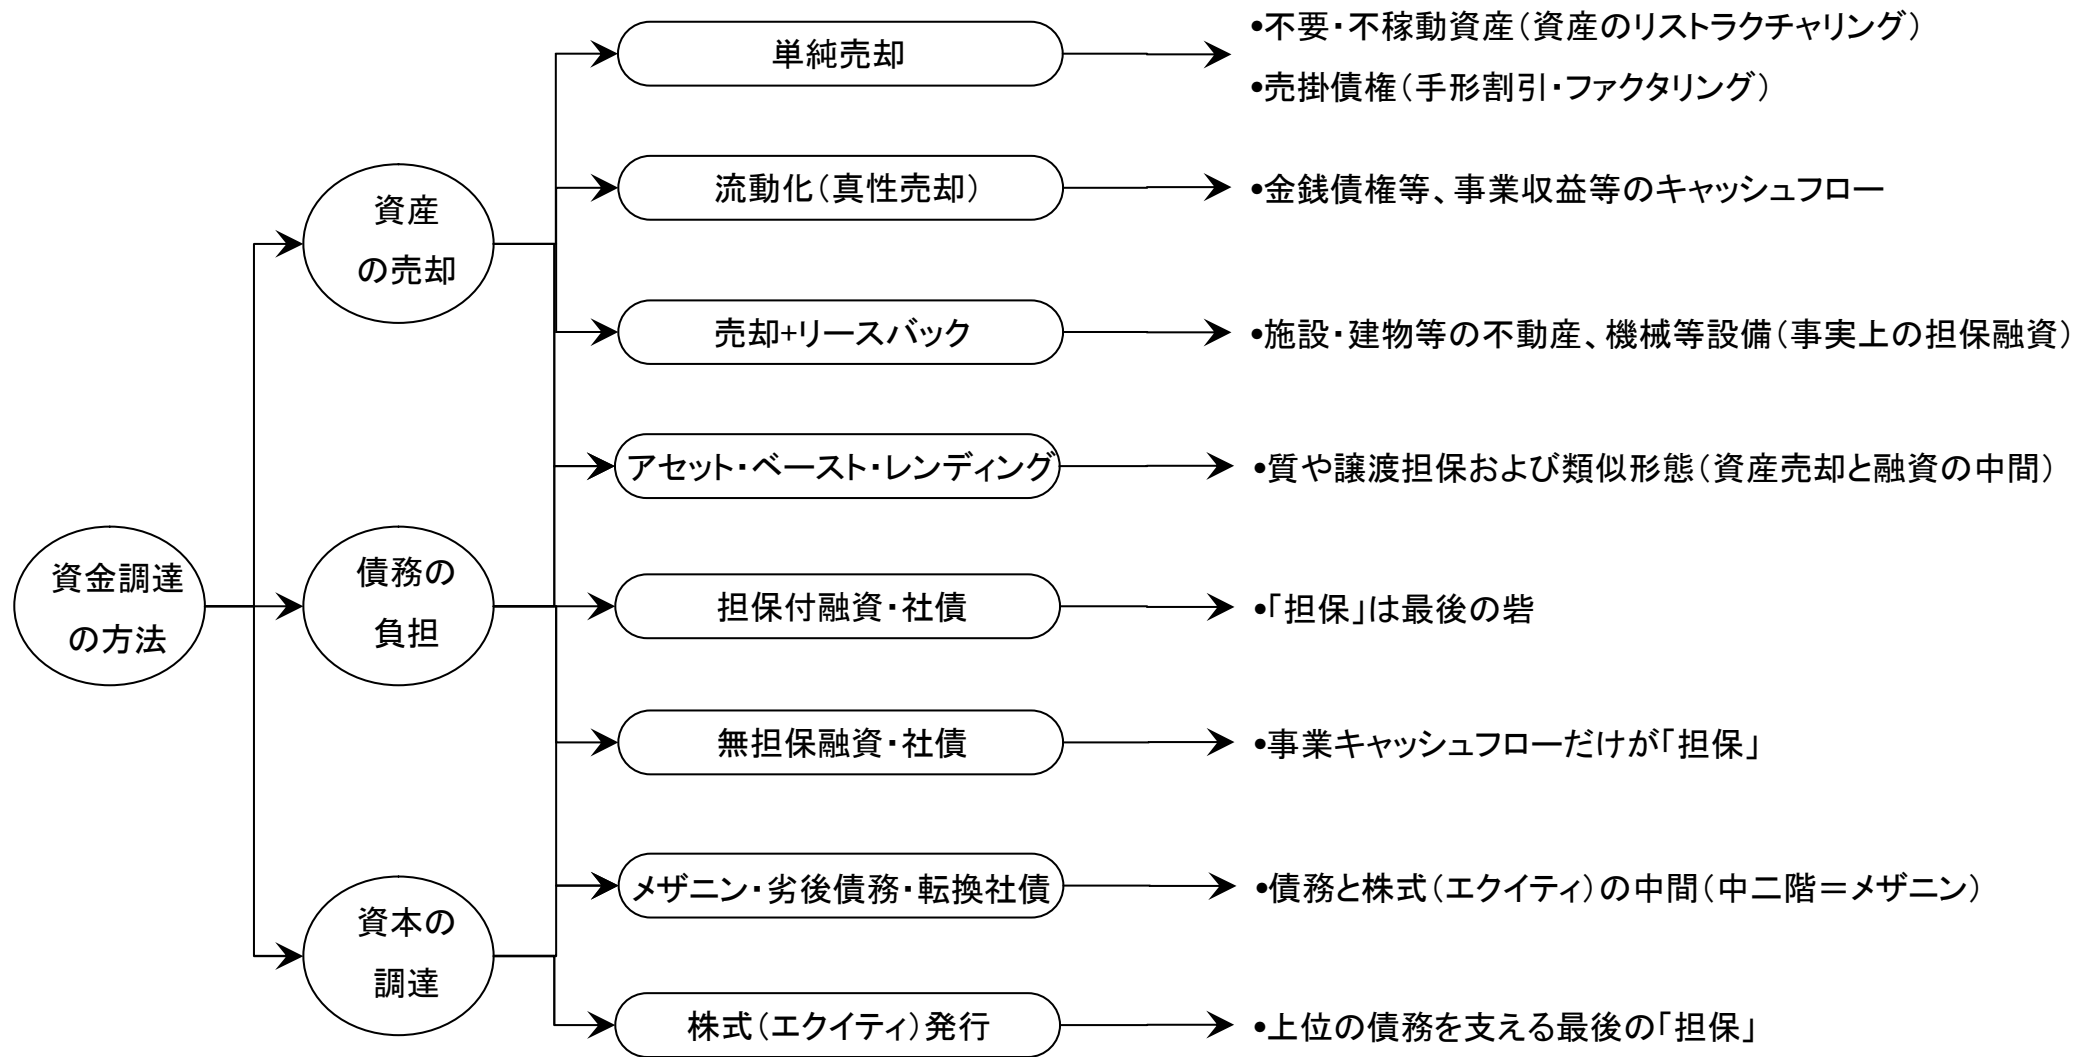 資金調達
の方法
資産
の売却
債務の
負担
資本の
調達
単純売却
•不要・不稼動資産（資産のリストラクチャリング）
•売掛債権（手形割引・ファクタリング）
流動化（真性売却）
•金銭債権等、事業収益等のキャッシュフロー
売却+リースバック
•施設・建物等の不動産、機械等設備（事実上の担保融資）
アセット・ベースト・レンディング
•質や譲渡担保および類似形態（資産売却と融資の中間）
担保付融資・社債
•「担保」は最後の砦
無担保融資・社債
•事業キャッシュフローだけが「担保」
メザニン・劣後債務・転換社債
•債務と株式（エクイティ）の中間（中二階＝メザニン）
株式（エクイティ）発行
•上位の債務を支える最後の「担保」